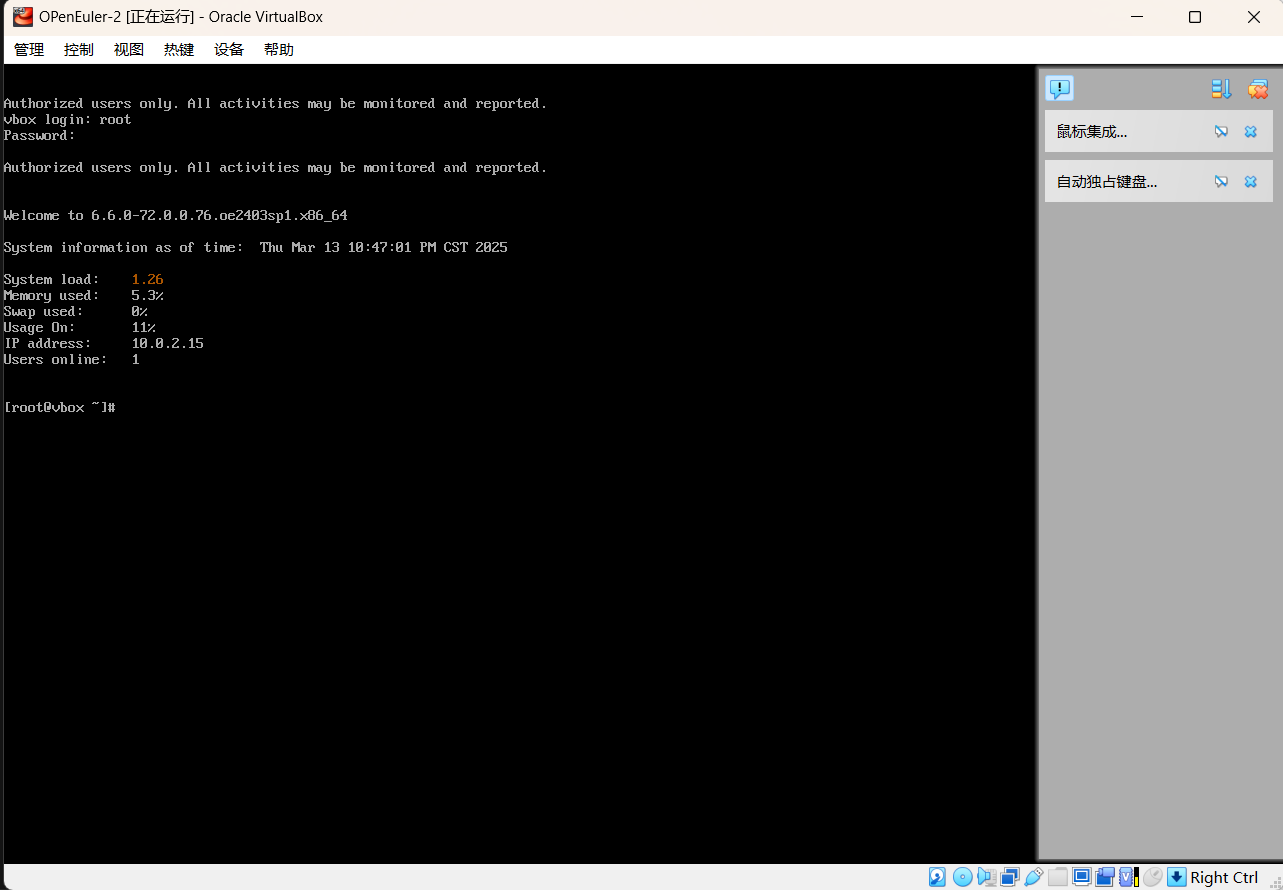 OPenEuler-2 [正在运行] - Oracle VirtualBox
管理 控制 视图 热键 设备 帮助
Authorized users only. All activities may be monitored and reported.
vbox login: root
Password:
Authorized users only. All activities may be monitored and reported.
Welcome to 6.6.0-72.0.0.76.oe2403sp1.x86_64
System information as of time:  Thu Mar 13 10:47:01 PM CST 2025
System load:    1.26
Memory used:    5.3%
Swap used:      0%
Usage On:       11%
IP address:     10.0.2.15
Users online:   1
[root@vbox ~]#
鼠标集成...
自动独占键盘...
Right Ctrl